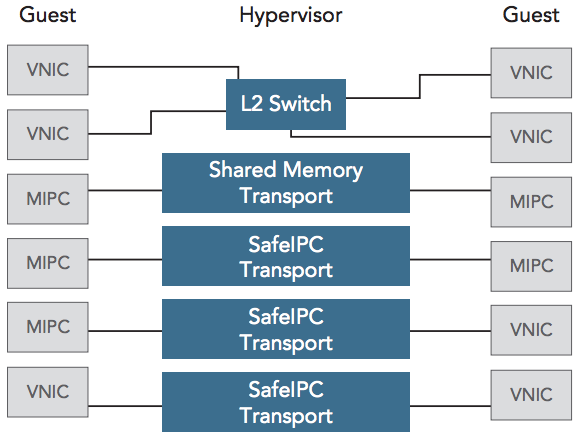 Guest Hypervisor Guest
VNIC
VNIC
L2 Switch
VNIC
VNIC
MIPC
Shared Memory
Transport
MIPC
MIPC
SafeIPC
Transport
MIPC
MIPC
SafeIPC
Transport
VNIC
VNIC
SafeIPC
Transport
VNIC